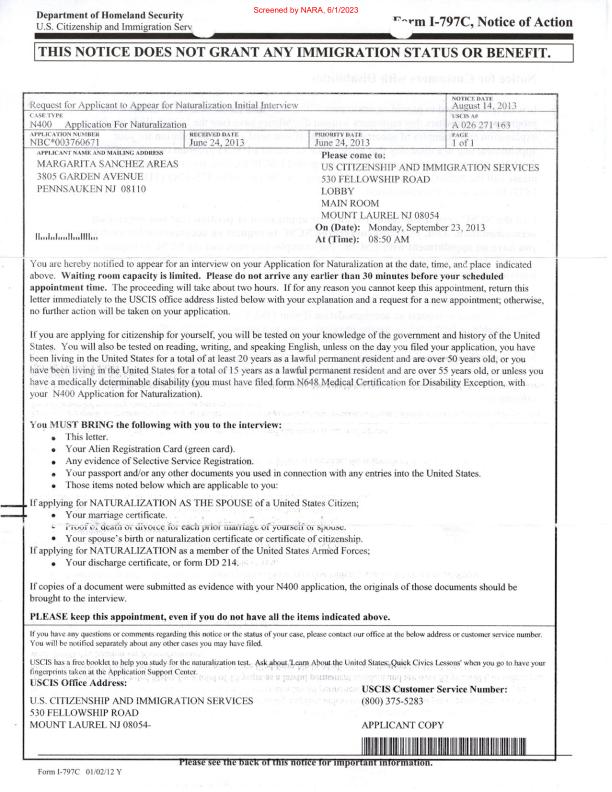 Screened by NARA, 6/1/2023
Department of Homeland Security
U.S. Citizenship and Immigration Serv
Form I-797C, Notice of Action
THIS NOTICE DOES NOT GRANT ANY IMMIGRATION STATUS OR BENEFIT.
Request for Applicant to Appear for Naturalization Initial Interview
NOTICE DATE
August 14, 2013
CASE TYPE
N400 Application For Naturalization
USCIS A#
A 026 271 163
APPLICATION NUMBER
NBC*003760671
RECEIVED DATE
June 24, 2013
PRIORITY DATE
June 24, 2013
PAGE
1 of 1
APPLICANT NAME AND MAILING ADDRESS
MARGARITA SANCHEZ AREAS
3805 GARDEN AVENUE
PENNSAUKEN NJ 08110
Please come to:
US CITIZENSHIP AND IMMIGRATION SERVICES
530 FELLOWSHIP ROAD
LOBBY
MAIN ROOM
MOUNT LAUREL NJ 08054
On (Date): Monday, September 23, 2013
At (Time): 08:50 AM
You are hereby notified to appear for an interview on your Application for Naturalization at the date, time, and place indicated
above. Waiting room capacity is limited. Please do not arrive any earlier than 30 minutes before your scheduled
appointment time. The proceeding will take about two hours. If for any reason you cannot keep this appointment, return this
letter immediately to the USCIS office address listed below with your explanation and a request for a new appointment; otherwise,
no further action will be taken on your application.
If you are applying for citizenship for yourself, you will be tested on your knowledge of the government and history of the United
States. You will also be tested on reading, writing, and speaking English, unless on the day you filed your application, you have
been living in the United States for a total of at least 20 years as a lawful permanent resident and are over 50 years old, or you
have been living in the United States for a total of 15 years as a lawful permanent resident and are over 55 years old, or unless you
have a medically determinable disability (you must have filed form N648 Medical Certification for Disability Exception, with
your N400 Application for Naturalization).
You MUST BRING the following with you to the interview:
• This letter.
• Your Alien Registration Card (green card).
• Any evidence of Selective Service Registration.
• Your passport and/or any other documents you used in connection with any entries into the United States.
• Those items noted below which are applicable to you:
If applying for NATURALIZATION AS THE SPOUSE of a United States Citizen;
• Your marriage certificate.
• Proof of death or divorce for each prior marriage of yourself or spouse.
• Your spouse's birth or naturalization certificate or certificate of citizenship.
If applying for NATURALIZATION as a member of the United States Armed Forces;
• Your discharge certificate, or form DD 214.
If copies of a document were submitted as evidence with your N400 application, the originals of those documents should be
brought to the interview.
PLEASE keep this appointment, even if you do not have all the items indicated above.
If you have any questions or comments regarding this notice or the status of your case, please contact our office at the below address or customer service number.
You will be notified separately about any other cases you may have filed.
USCIS has a free booklet to help you study for the naturalization test. Ask about 'Learn About the United States; Quick Civics Lessons' when you go to have your
fingerprints taken at the Application Support Center.
USCIS Office Address:
U.S. CITIZENSHIP AND IMMIGRATION SERVICES
530 FELLOWSHIP ROAD
MOUNT LAUREL NJ 08054-
USCIS Customer Service Number:
(800) 375-5283
APPLICANT COPY
Please see the back of this notice for important information.
Form I-797C 01/02/12 Y